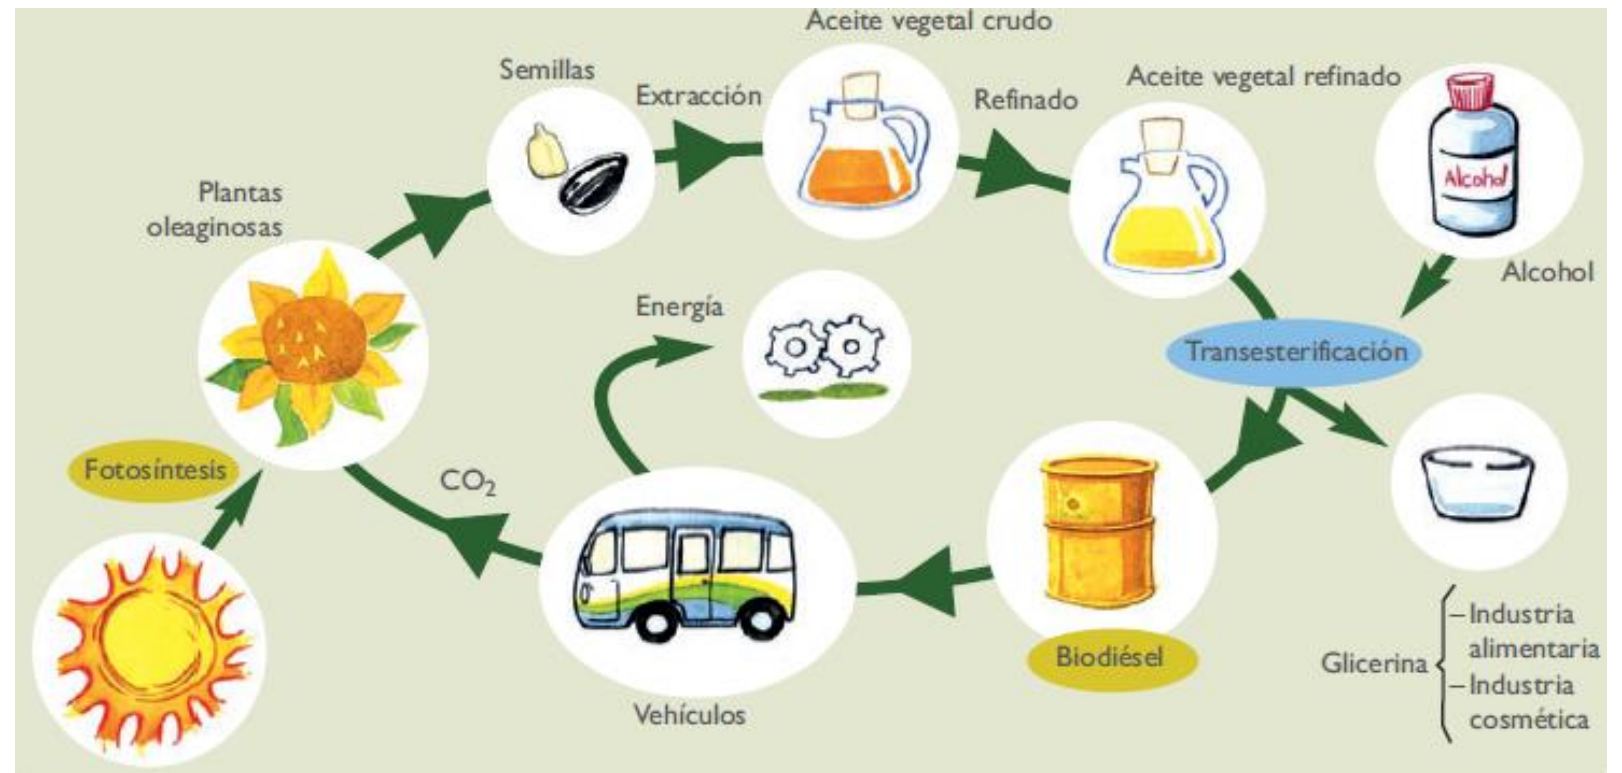 Aceite vegetal crudo
Semillas
Extracción
Refinado
Aceite vegetal refinado
Alcohol
Alcohol
Plantas
oleaginosas
Energía
Transesterificación
Fotosíntesis
CO₂
Biodiésel
Vehículos
Glicerina
– Industria
alimentaria
– Industria
cosmética